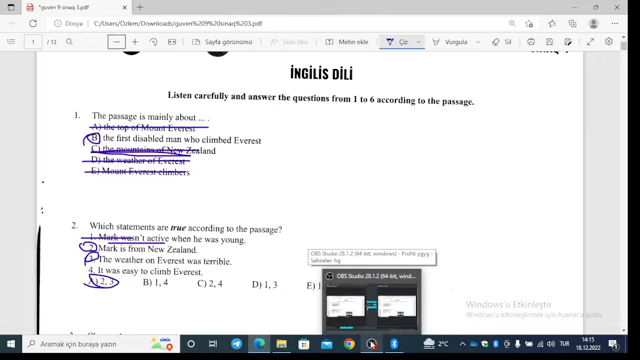 guven 9 sinaq 3.pdf
Dosya
C:/Users/Ozlem/Downloads/guven%209%20sinaq%203.pdf
1 / 13
Sayfa görünümü
Metin ekle
Çiz
Vurgula
Sil
İNGİLİS DİLİ
Listen carefully and answer the questions from 1 to 6 according to the passage.
1. The passage is mainly about ... .
A) the top of Mount Everest
B) the first disabled man who climbed Everest
C) the mountains of New Zealand
D) the weather of Everest
E) Mount Everest climbers
2. Which statements are true according to the passage?
1. Mark wasn't active when he was young.
2. Mark is from New Zealand.
3. The weather on Everest was terrible.
4. It was easy to climb Everest.
A) 2, 3 B) 1, 4 C) 2, 4 D) 1, 3 E) 1
OBS Studio 28.1.2 (64-bit, windows) - Profil:
Sahneler: hg
OBS Studio 28.1.2 (64-bit, wind...
Windows'u Etkinleştir
Windows'u etkinleştirmek için Ayarlar'a gidin.
Aramak için buraya yazın
2°C
TUR
14:15
18.12.2022